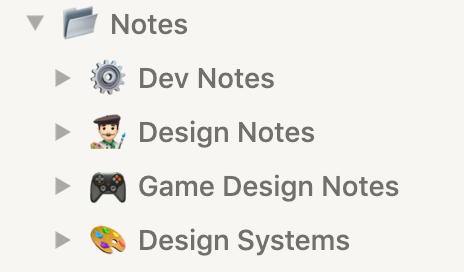 Notes
Dev Notes
Design Notes
Game Design Notes
Design Systems